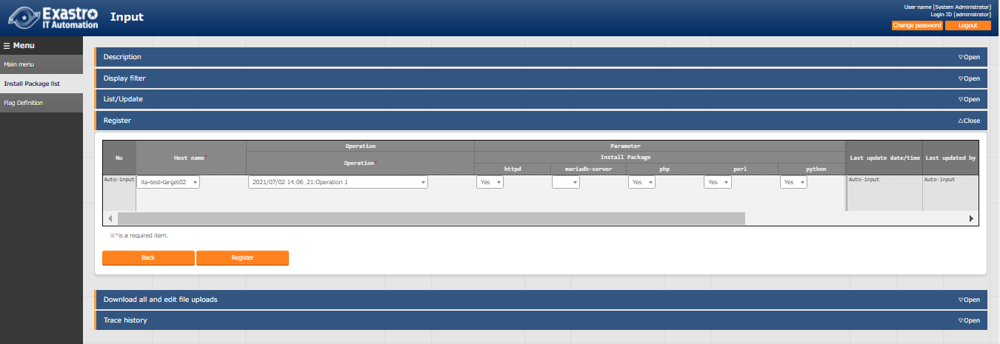 Exastro
IT Automation
Input
User name [System Administrator]
Login ID [administrator]
Change password
Logout
☰ Menu
Main menu
Install Package list
Flag Definition
Description ▽Open
Display filter ▽Open
List/Update ▽Open
Register △Close
No
Host name*
Operation
Operation*
Parameter
Install Package
httpd mariadb-server php perl python
Last update date/time
Last updated by
Auto-input ita-test-target02 2021/07/02 14:06_21:Operation 1 Yes Yes Yes Yes Auto-input Auto-input
※*is a required item.
Back Register
Download all and edit file uploads ▽Open
Trace history ▽Open